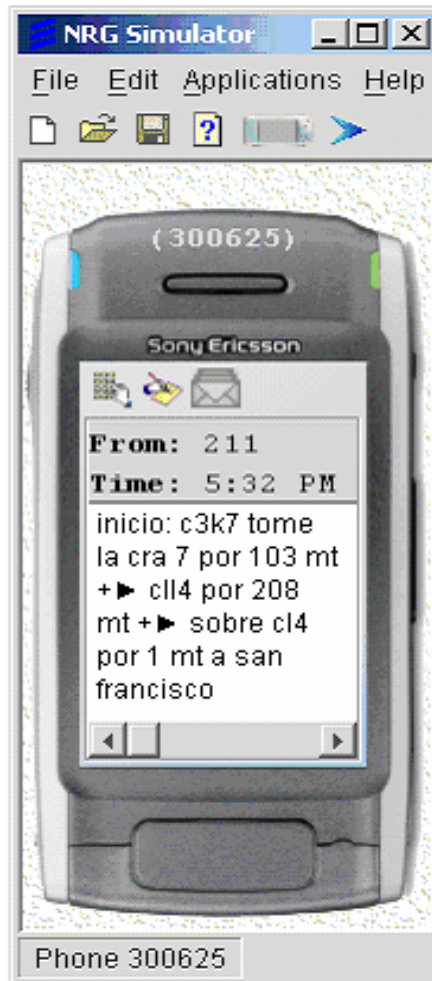 NRG Simulator
File Edit Applications Help
(300625)
Sony Ericsson
From: 211
Time: 5:32 PM
inicio: c3k7 tome
la cra 7 por 103 mt
+► cll4 por 208
mt +► sobre cl4
por 1 mt a san
francisco
Phone 300625